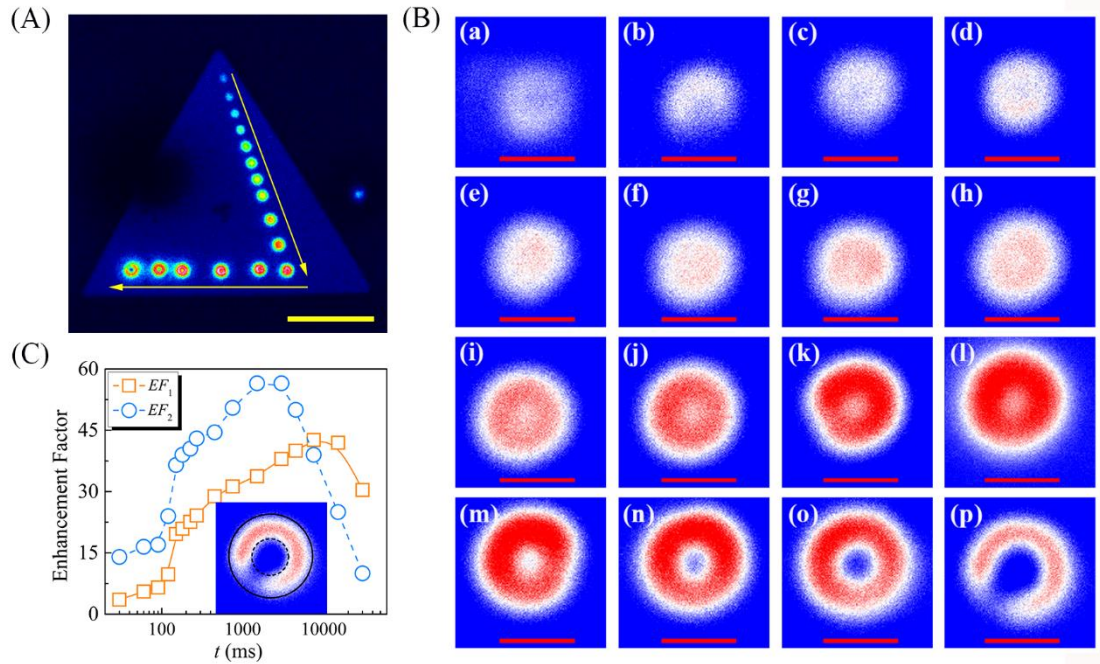 (A)
(B)
(a)
(b)
(c)
(d)
(e)
(f)
(g)
(h)
(i)
(j)
(k)
(l)
(m)
(n)
(o)
(p)
(C)
60
45
30
15
0
Enhancement Factor
EF1
EF2
100
1000
10000
t (ms)